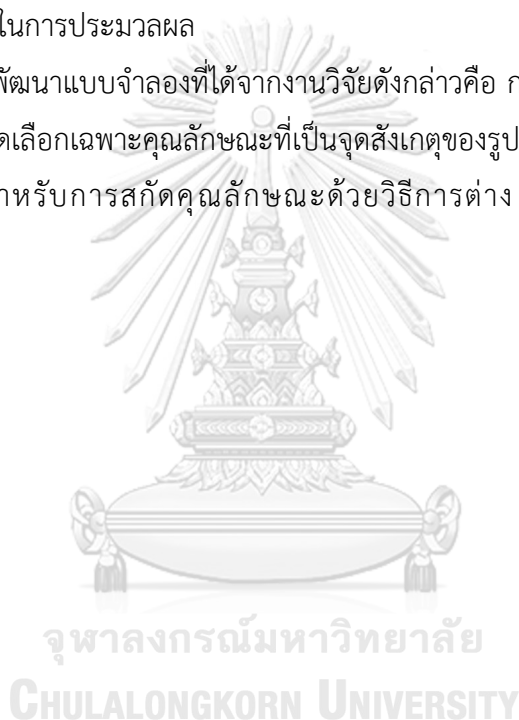 ในการประมวลผล
พัฒนาแบบจำลองที่ได้จากงานวิจัยดังกล่าวคือ ก
ดเลือกเฉพาะคุณลักษณะที่เป็นจุดสังเกตุของรูป
าหรับการสกัดคุณลักษณะด้วยวิธีการต่าง
จุฬาลงกรณ์มหาวิทยาลัย
CHULALONGKORN UNIVERSITY